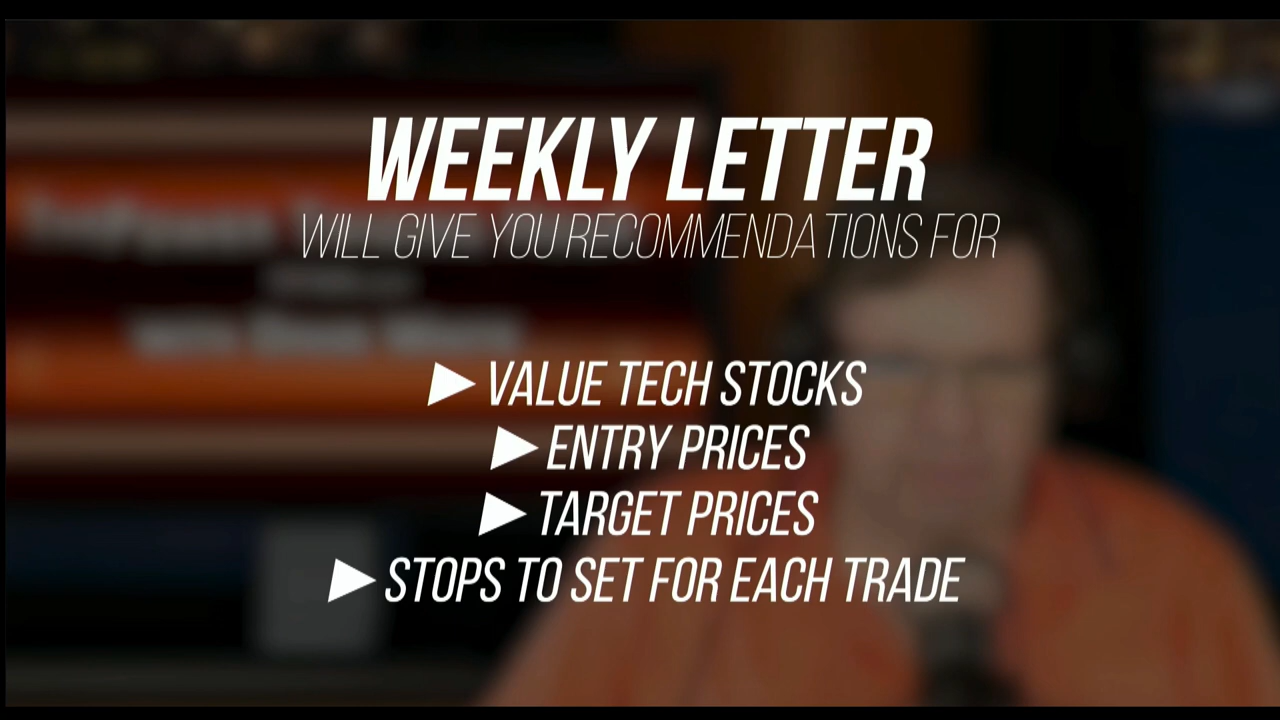 WEEKLY LETTER
WILL GIVE YOU RECOMMENDATIONS FOR
► VALUE TECH STOCKS
► ENTRY PRICES
► TARGET PRICES
► STOPS TO SET FOR EACH TRADE